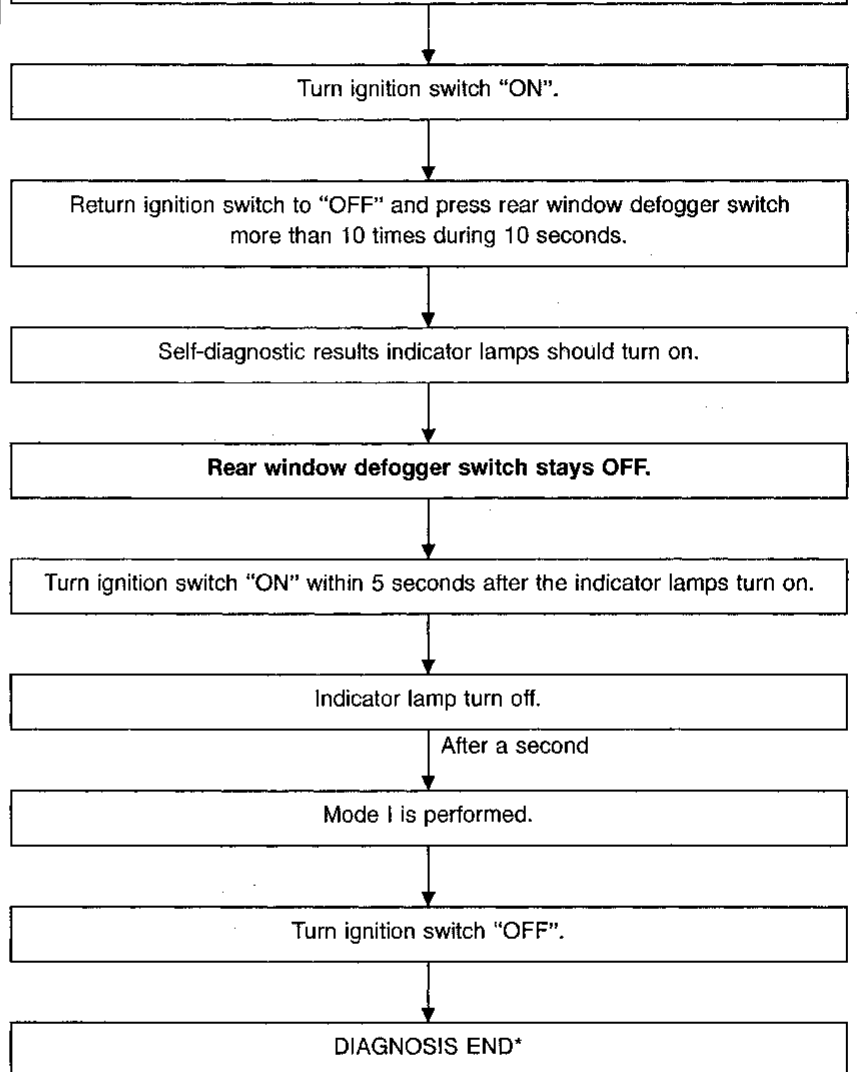 Turn ignition switch “ON”.
Return ignition switch to “OFF” and press rear window defogger switch
more than 10 times during 10 seconds.
Self-diagnostic results indicator lamps should turn on.
Rear window defogger switch stays OFF.
Turn ignition switch “ON” within 5 seconds after the indicator lamps turn on.
Indicator lamp turn off.
After a second
Mode I is performed.
Turn ignition switch “OFF”.
DIAGNOSIS END*